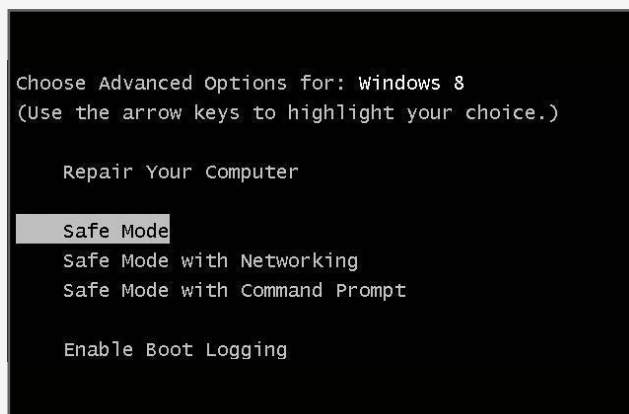 Choose Advanced Options for: Windows 8
(Use the arrow keys to highlight your choice.)
Repair Your Computer
Safe Mode
Safe Mode with Networking
Safe Mode with Command Prompt
Enable Boot Logging